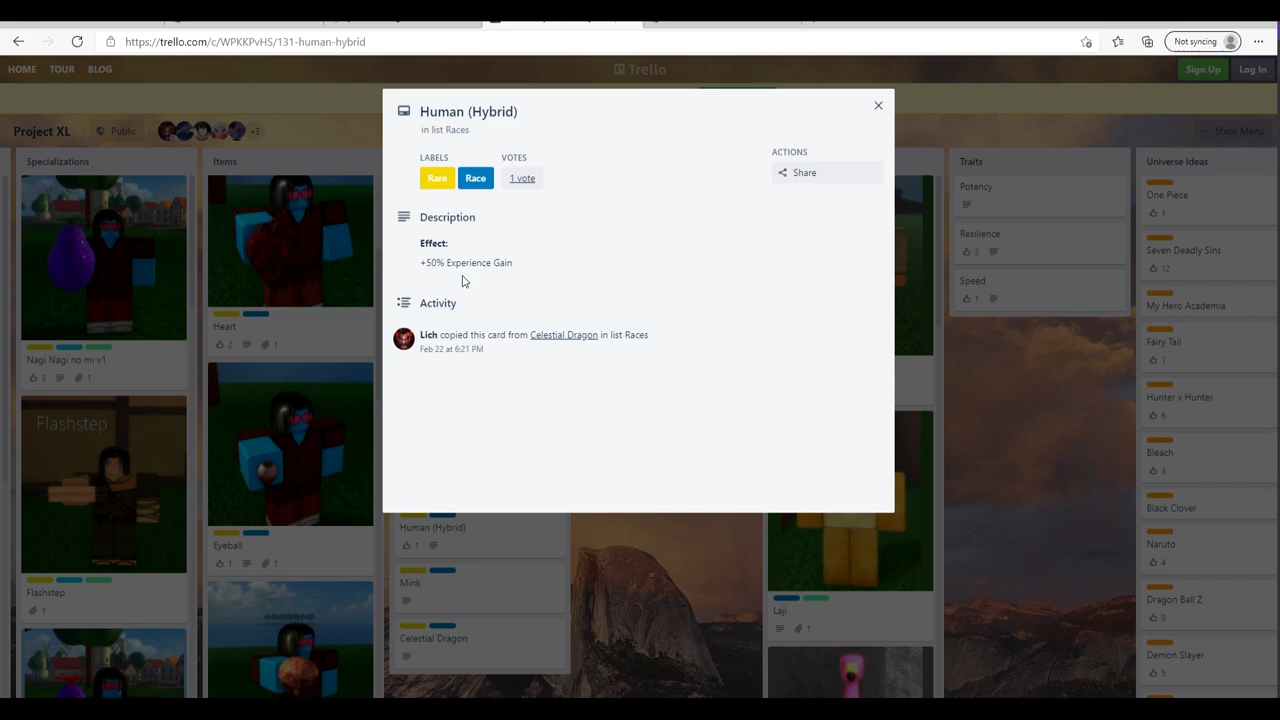 https://trello.com/c/WPKKPvHS/131-human-hybrid
Not syncing
HOME
TOUR
BLOG
Trello
Sign Up
Log In
Project XL
Public
+3
Show Menu
Specializations
Nagi Nagi no mi v1
3
1
Flashstep
Flashstep
1
Items
Heart
2
1
Eyeball
1
1
Human (Hybrid)
in list Races
LABELS
Rare
Race
VOTES
1 vote
ACTIONS
Share
Description
Effect:
+50% Experience Gain
Activity
Lich copied this card from Celestial Dragon in list Races
Feb 22 at 6:21 PM
Human (Hybrid)
1
Mink
Celestial Dragon
Laji
1
Traits
Potency
Resilience
2
Speed
1
Universe Ideas
One Piece
1
Seven Deadly Sins
12
My Hero Academia
Fairy Tail
1
Hunter x Hunter
6
Bleach
3
Black Clover
Naruto
4
Dragon Ball Z
9
Demon Slayer
5